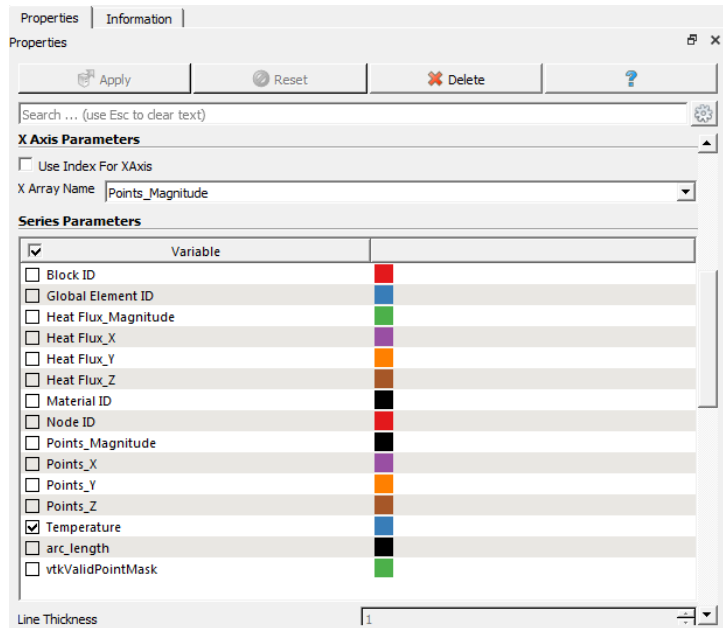 Properties Information
Properties
Apply Reset Delete ?
Search ... (use Esc to clear text)
X Axis Parameters
Use Index For XAxis
X Array Name Points_Magnitude
Series Parameters
Variable
Block ID
Global Element ID
Heat Flux_Magnitude
Heat Flux_X
Heat Flux_Y
Heat Flux_Z
Material ID
Node ID
Points_Magnitude
Points_X
Points_Y
Points_Z
Temperature
arc_length
vtkValidPointMask
Line Thickness 1